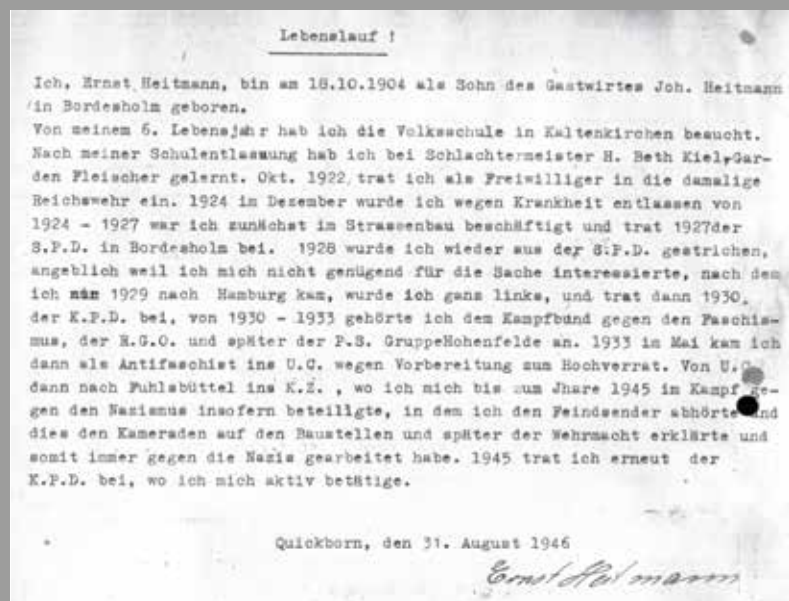 Lebenslauf !
Ich, Ernst Heitmann, bin am 18.10.1904 als Sohn des Gastwirtes Joh. Heitmann
in Bordesholm geboren.
Von meinem 6. Lebensjahr hab ich die Volksschule in Kaltenkirchen besucht.
Nach meiner Schulentlassung hab ich bei Schlachtermeister H. Beth Kiel,Gar-
den Fleischer gelernt. Okt. 1922 trat ich als Freiwilliger in die damalige
Reichswehr ein. 1924 im Dezember wurde ich wegen Krankheit entlassen von
1924 - 1927 war ich zunächst im Strassenbau beschäftigt und trat 1927der
S.P.D. in Bordesholm bei. 1928 wurde ich wieder aus der S.P.D. gestrichen,
angeblich weil ich mich nicht genügend für die Sache interessierte, nach dem
ich 1929 nach Hamburg kam, wurde ich ganz links, und trat dann 1930,
der K.P.D. bei, von 1930 - 1933 gehörte ich dem Kampfbund gegen den Faschis-
mus, der R.G.O. und später der P.S. GruppeHohenfelde an. 1933 im Mai kam ich
dann als Antifaschist ins U.G. wegen Vorbereitung zum Hochverrat. Von U.G.
dann nach Fuhlsbüttel ins K.Z. , wo ich mich bis zum Jhare 1945 im Kampf ge-
gen den Nazismus insofern beteiligte, in dem ich den Feindsender abhörte und
dies den Kameraden auf den Baustellen und später der Wehrmacht erklärte und
somit immer gegen die Nazis gearbeitet habe. 1945 trat ich erneut der
K.P.D. bei, wo ich mich aktiv betätige.
Quickborn, den 31. August 1946
Ernst Heitmann